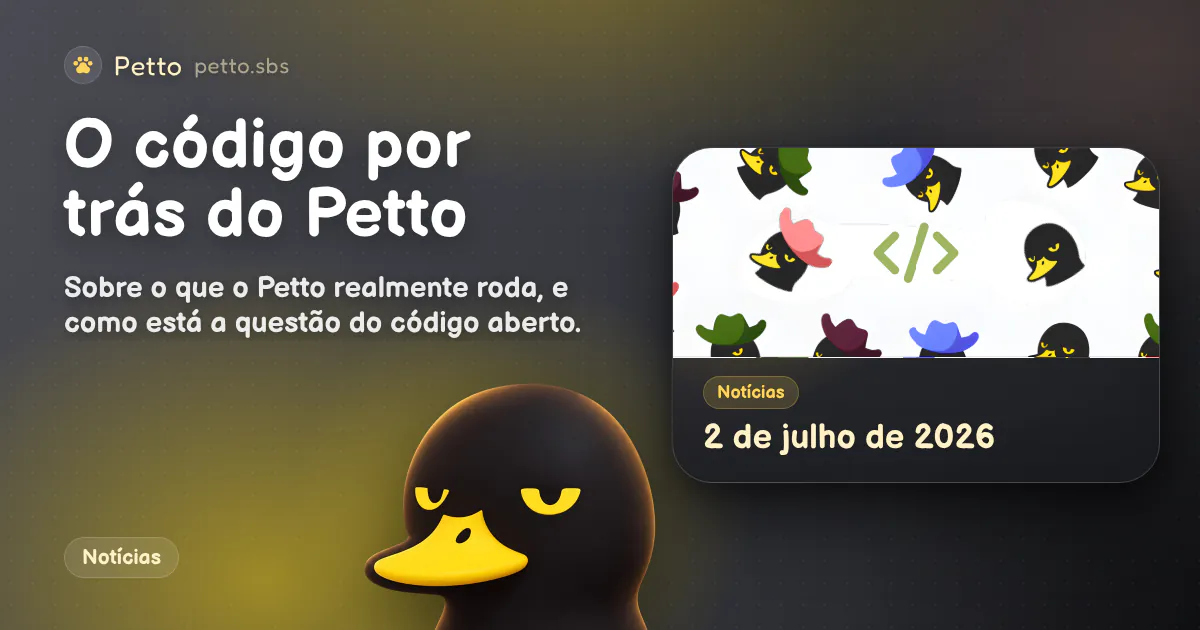 Petto petto.sbs
O código por
trás do Petto
Sobre o que o Petto realmente roda, e
como está a questão do código aberto.
</>
Notícias
2 de julho de 2026
Notícias